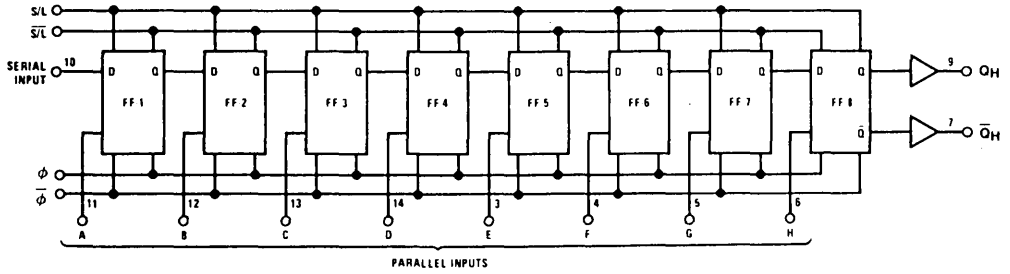 S/L
S/L̅
SERIAL INPUT
10
D Q
FF 1
D Q
FF 2
D Q
FF 3
D Q
FF 4
D Q
FF 5
D Q
FF 6
D Q
FF 7
D Q
FF 8
Q̅
9
QH
7
Q̅H
ϕ
ϕ̅
11
12
13
14
3
4
5
6
A
B
C
D
E
F
G
H
PARALLEL INPUTS